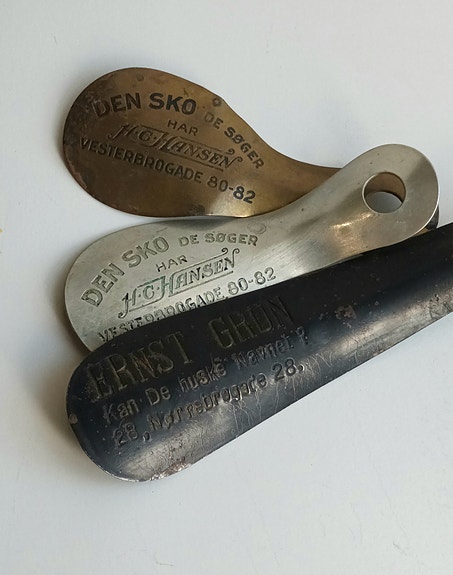 DEN SKO DE SØGER
HAR
H.C. HANSEN
VESTERBROGADE 80-82
DEN SKO DE SØGER
HAR
H.C. HANSEN
VESTERBROGADE 80-82
ERNST GRØN
Kan De huske Navnet?
28, Nørrebrogade 28.